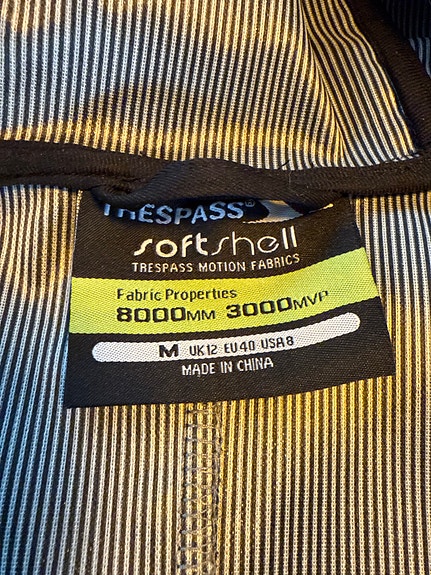 TRESPASS®
softshell
TRESPASS MOTION FABRICS
Fabric Properties
8000MM 3000MVP
M UK12 EU40 USA8
MADE IN CHINA